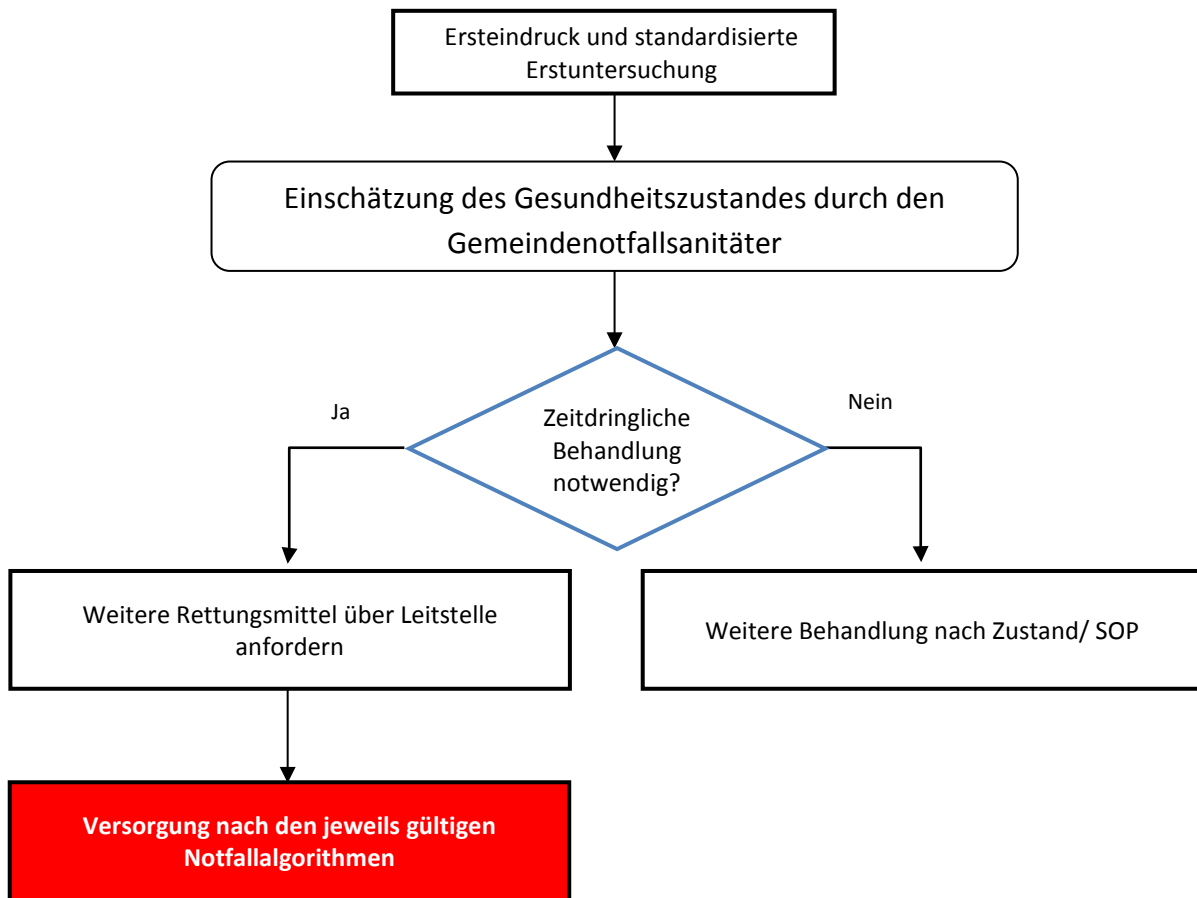 Ersteindruck und standardisierte
Erstuntersuchung
Einschätzung des Gesundheitszustandes durch den
Gemeindenotfallsanitäter
Zeitdringliche
Behandlung
notwendig?
Ja
Nein
Weitere Rettungsmittel über Leitstelle
anfordern
Weitere Behandlung nach Zustand/ SOP
Versorgung nach den jeweils gültigen
Notfallalgorithmen